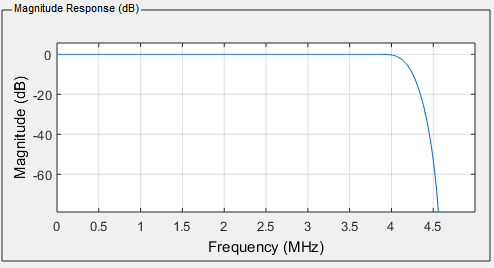 Magnitude Response (dB)
0
-20
-40
-60
Magnitude (dB)
0 0.5 1 1.5 2 2.5 3 3.5 4 4.5
Frequency (MHz)